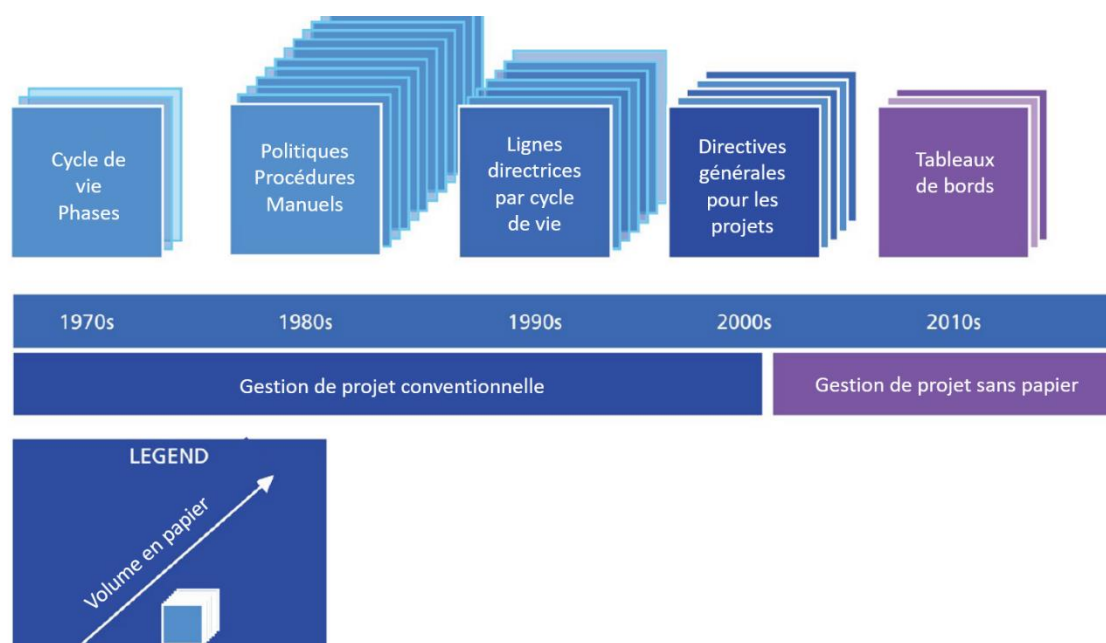 Cycle de
vie
Phases
Politiques
Procédures
Manuels
Lignes
directrices
par cycle
de vie
Directives
générales
pour les
projets
Tableaux
de bords
1970s
1980s
1990s
2000s
2010s
Gestion de projet conventionnelle
Gestion de projet sans papier
LEGEND
Volume en papier